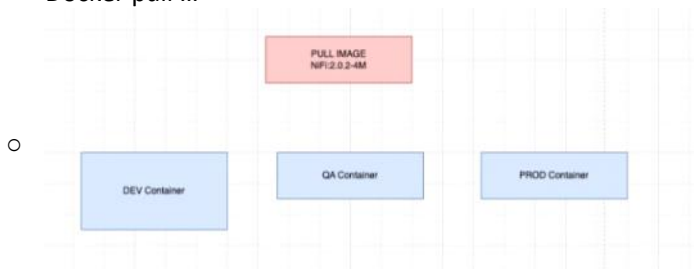 Docker pull ...
PULL IMAGE
NiFi:2.0.2-4M
DEV Container
QA Container
PROD Container